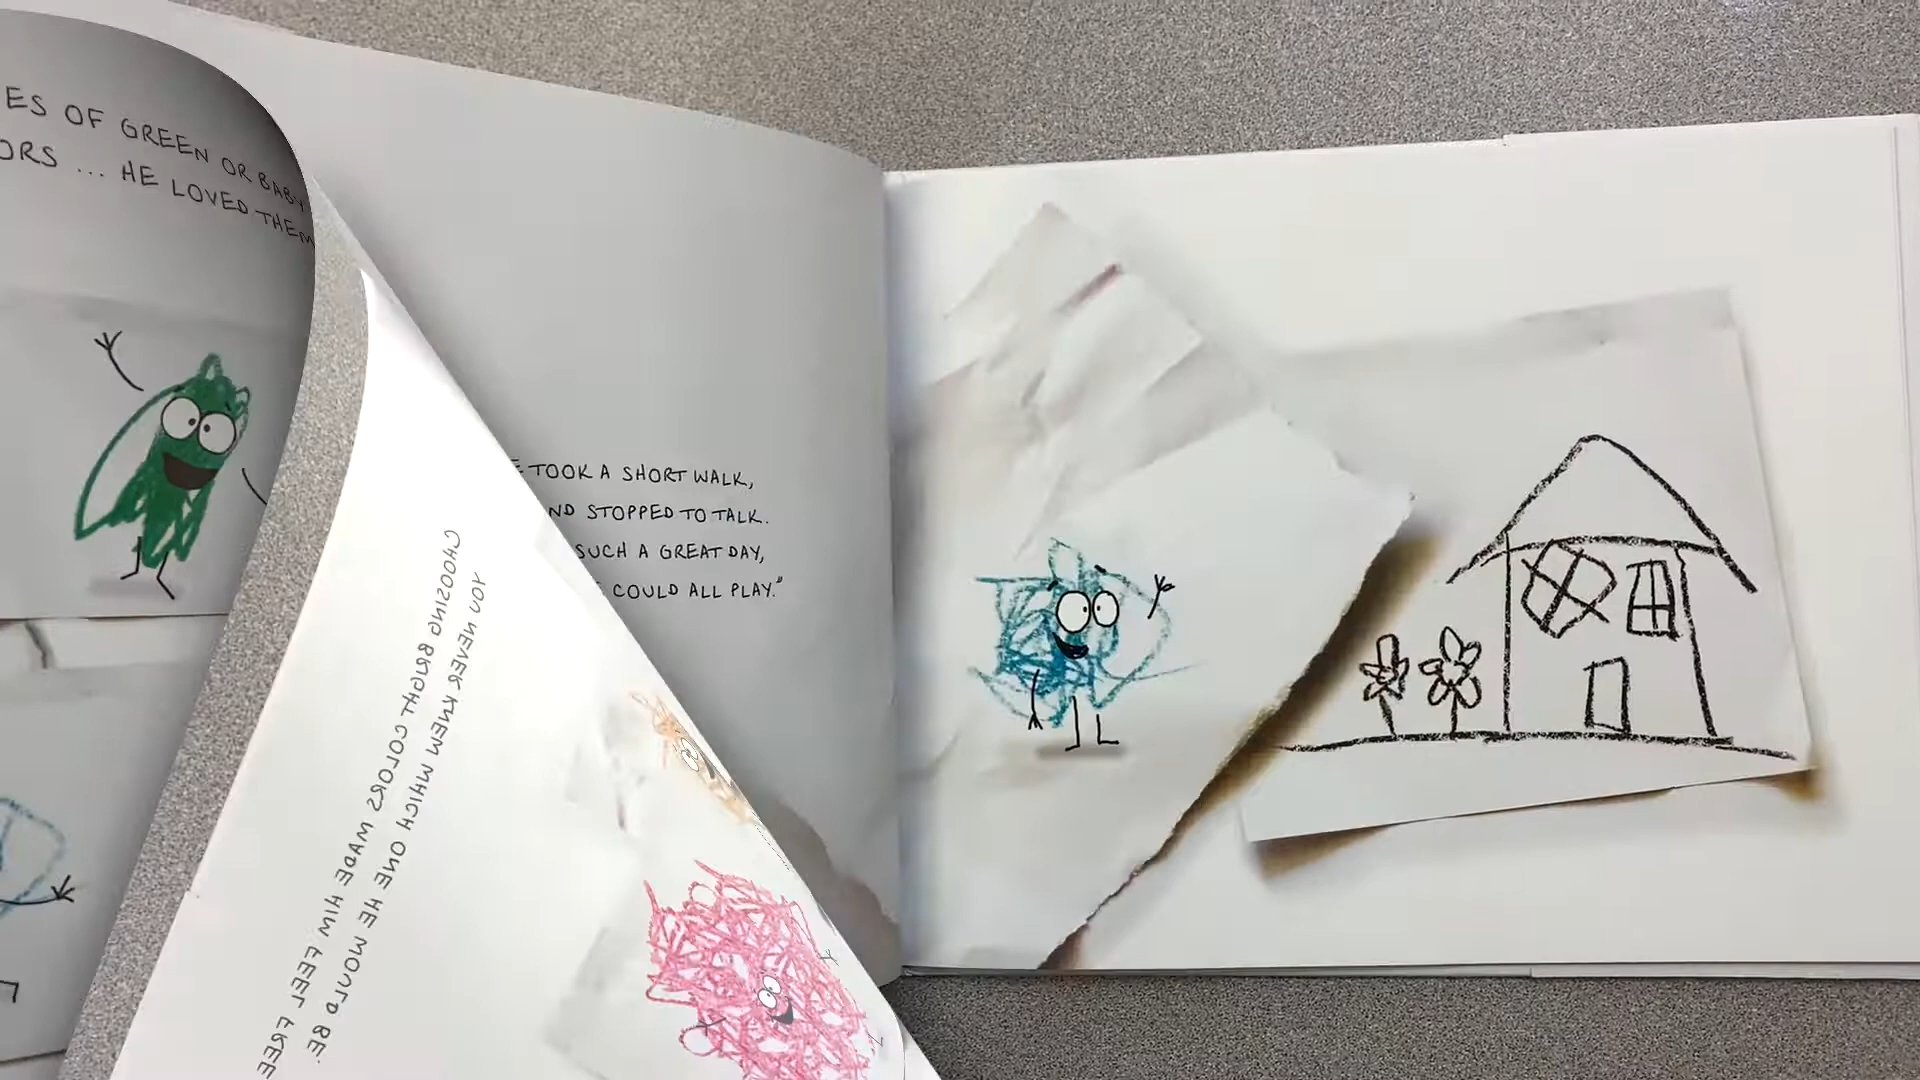 ES OF GREEN OR BABY
ORS ... HE LOVED THEM
TOOK A SHORT WALK,
ND STOPPED TO TALK.
SUCH A GREAT DAY,
COULD ALL PLAY."
YOU NEVER KNEW WHICH ONE HE WOULD BE.
CHOOSING BRIGHT COLORS MADE HIM FEEL FREE